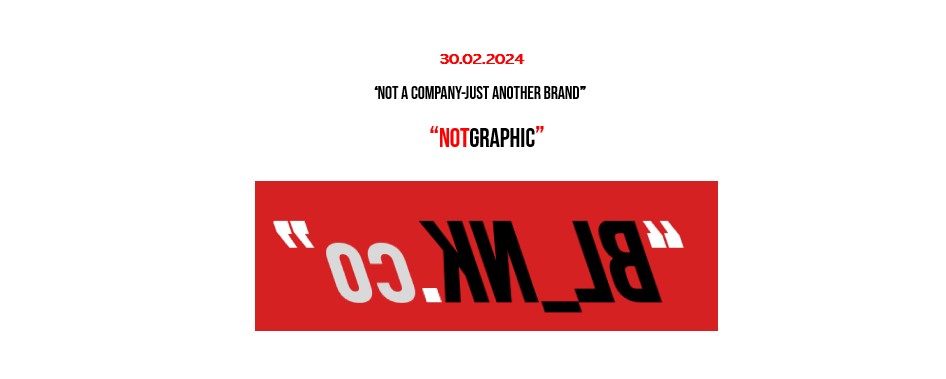 30.02.2024
“NOT A COMPANY-JUST ANOTHER BRAND”
“NOTGRAPHIC”
“BL_NK.CO”